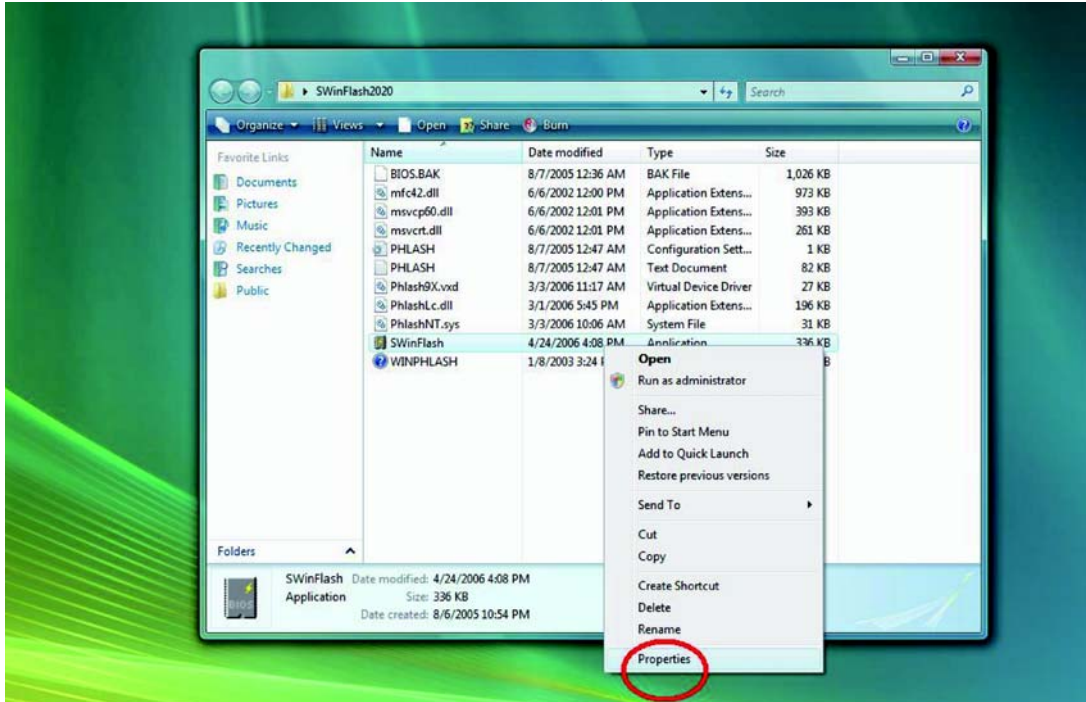 SWinFlash2020
Search
Organize Views Open Share Burn
Favorite Links
Documents
Pictures
Music
Recently Changed
Searches
Public
Folders
Name Date modified Type Size
BIOS.BAK 8/7/2005 12:36 AM BAK File 1,026 KB
mfc42.dll 6/6/2002 12:00 PM Application Extens... 973 KB
msvcp60.dll 6/6/2002 12:01 PM Application Extens... 393 KB
msvcrt.dll 6/6/2002 12:01 PM Application Extens... 261 KB
PHLASH 8/7/2005 12:47 AM Configuration Sett... 1 KB
PHLASH 8/7/2005 12:47 AM Text Document 82 KB
Phlash9X.vxd 3/3/2006 11:17 AM Virtual Device Driver 27 KB
PhlashLc.dll 3/1/2006 5:45 PM Application Extens... 196 KB
PhlashNT.sys 3/3/2006 10:06 AM System File 31 KB
SWinFlash 4/24/2006 4:08 PM Application 336 KB
WINPHLASH 1/8/2003 3:24
Open
Run as administrator
Share...
Pin to Start Menu
Add to Quick Launch
Restore previous versions
Send To
Cut
Copy
Create Shortcut
Delete
Rename
Properties
BIOS
SWinFlash Date modified: 4/24/2006 4:08 PM
Application Size: 336 KB
Date created: 8/6/2005 10:54 PM